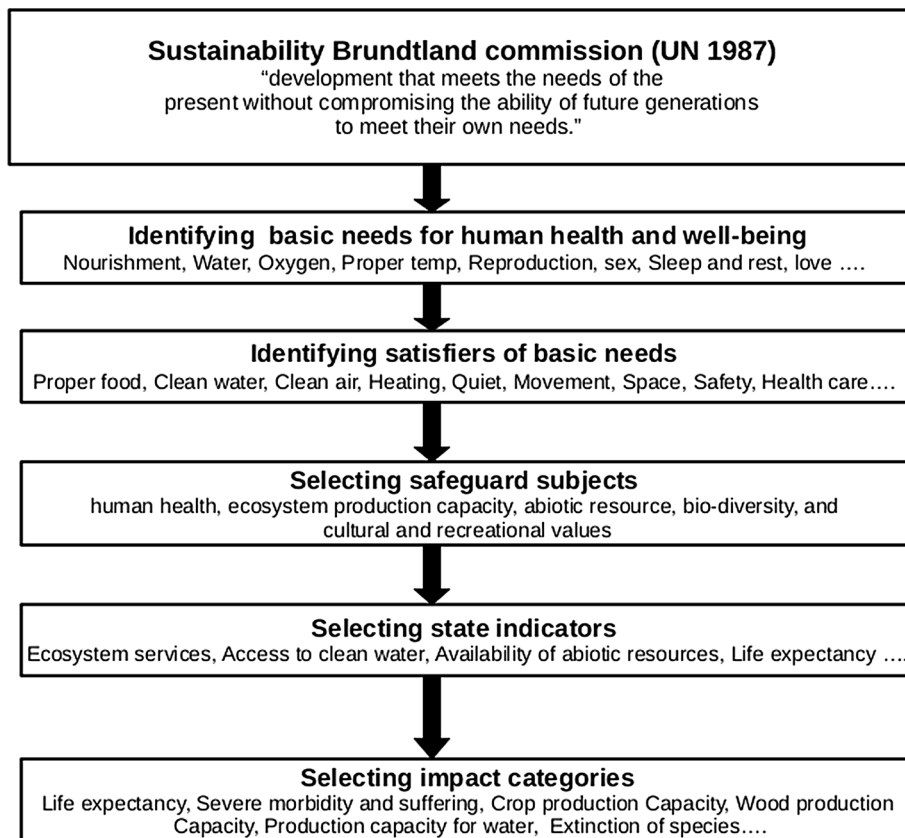 Sustainability Brundtland commission (UN 1987)
“development that meets the needs of the
present without compromising the ability of future generations
to meet their own needs.”
Identifying basic needs for human health and well-being
Nourishment, Water, Oxygen, Proper temp, Reproduction, sex, Sleep and rest, love ....
Identifying satisfiers of basic needs
Proper food, Clean water, Clean air, Heating, Quiet, Movement, Space, Safety, Health care....
Selecting safeguard subjects
human health, ecosystem production capacity, abiotic resource, bio-diversity, and
cultural and recreational values
Selecting state indicators
Ecosystem services, Access to clean water, Availability of abiotic resources, Life expectancy ....
Selecting impact categories
Life expectancy, Severe morbidity and suffering, Crop production Capacity, Wood production
Capacity, Production capacity for water, Extinction of species....